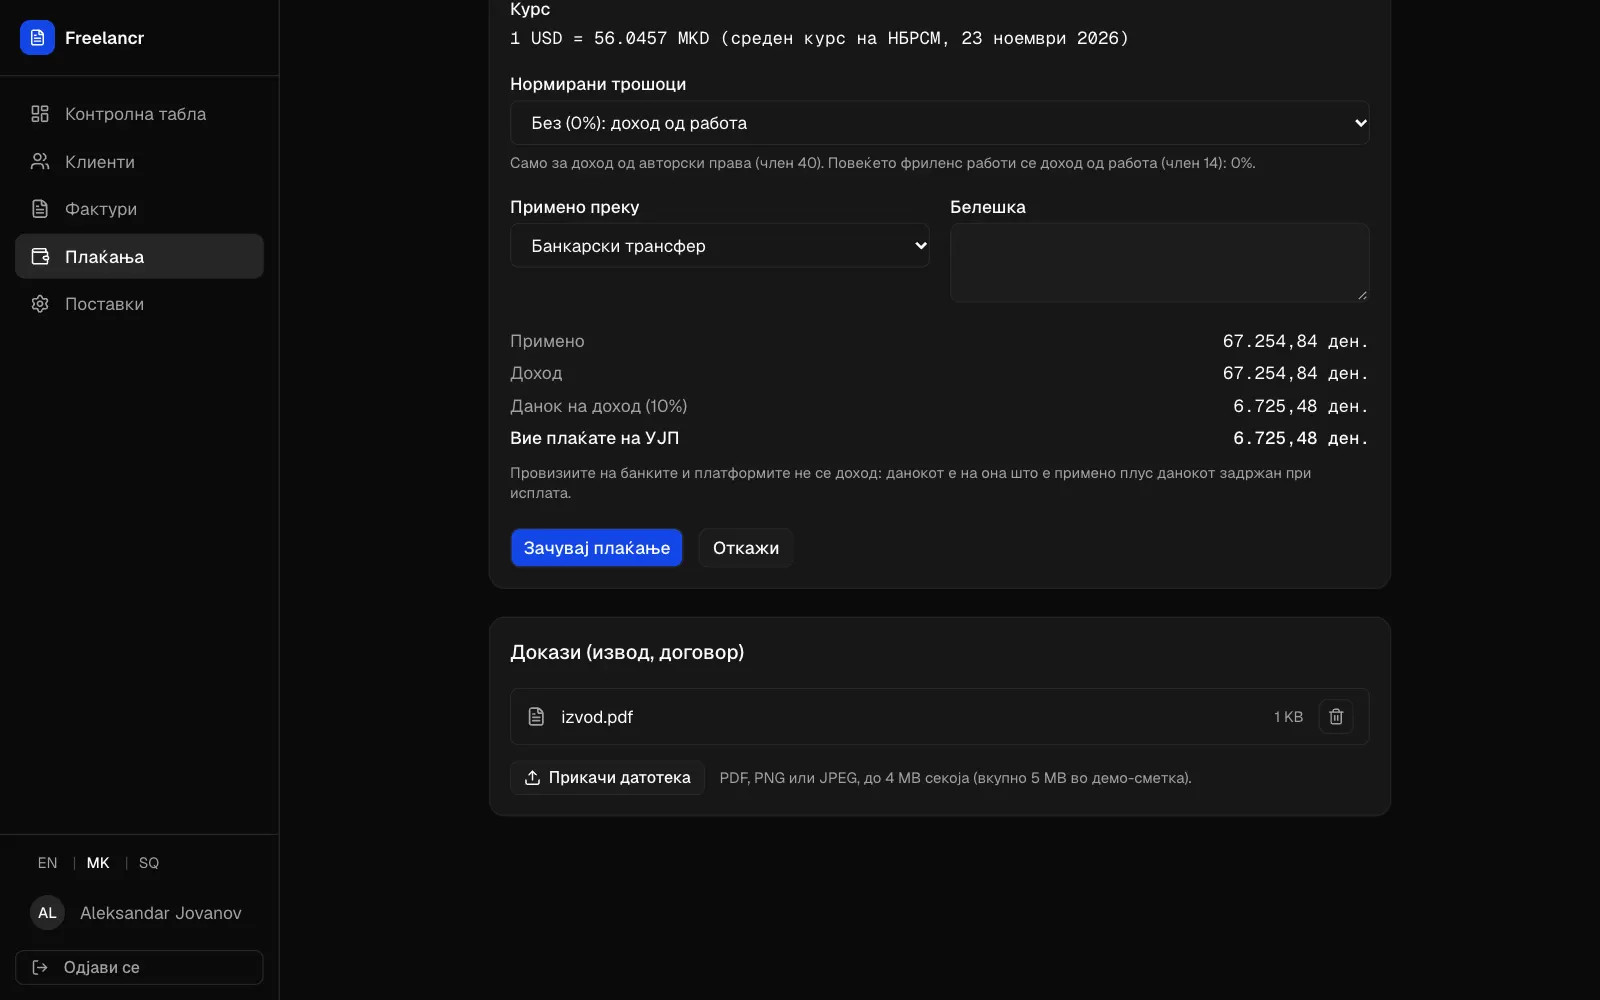 Freelancr
Контролна табла
Клиенти
Фактури
Плаќања
Поставки
EN | MK | SQ
AL Aleksandar Jovanov
Одјави се
Курс
1 USD = 56.0457 MKD (среден курс на НБРСМ, 23 ноември 2026)
Нормирани трошоци
Без (0%): доход од работа
Само за доход од авторски права (член 40). Повеќето фриленс работи се доход од работа (член 14): 0%.
Примено преку
Банкарски трансфер
Белешка
Примено 67.254,84 ден.
Доход 67.254,84 ден.
Данок на доход (10%) 6.725,48 ден.
Вие плаќате на УЈП 6.725,48 ден.
Провизиите на банките и платформите не се доход: данокот е на она што е примено плус данокот задржан при
исплата.
Зачувај плаќање Откажи
Докази (извод, договор)
izvod.pdf 1 KB
Прикачи датотека PDF, PNG или JPEG, до 4 MB секоја (вкупно 5 MB во демо-сметка).